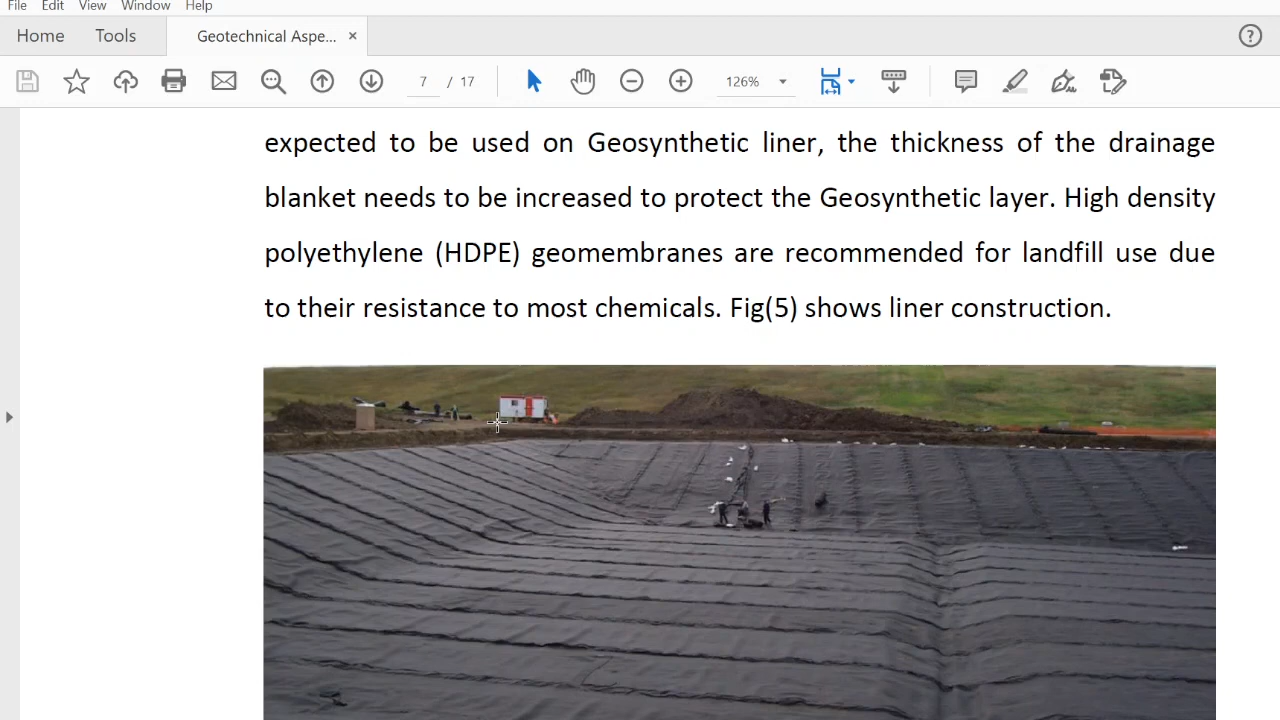 File Edit View Window Help
Home Tools Geotechnical Aspe... ×
7 / 17 126%
expected to be used on Geosynthetic liner, the thickness of the drainage
blanket needs to be increased to protect the Geosynthetic layer. High density
polyethylene (HDPE) geomembranes are recommended for landfill use due
to their resistance to most chemicals. Fig(5) shows liner construction.